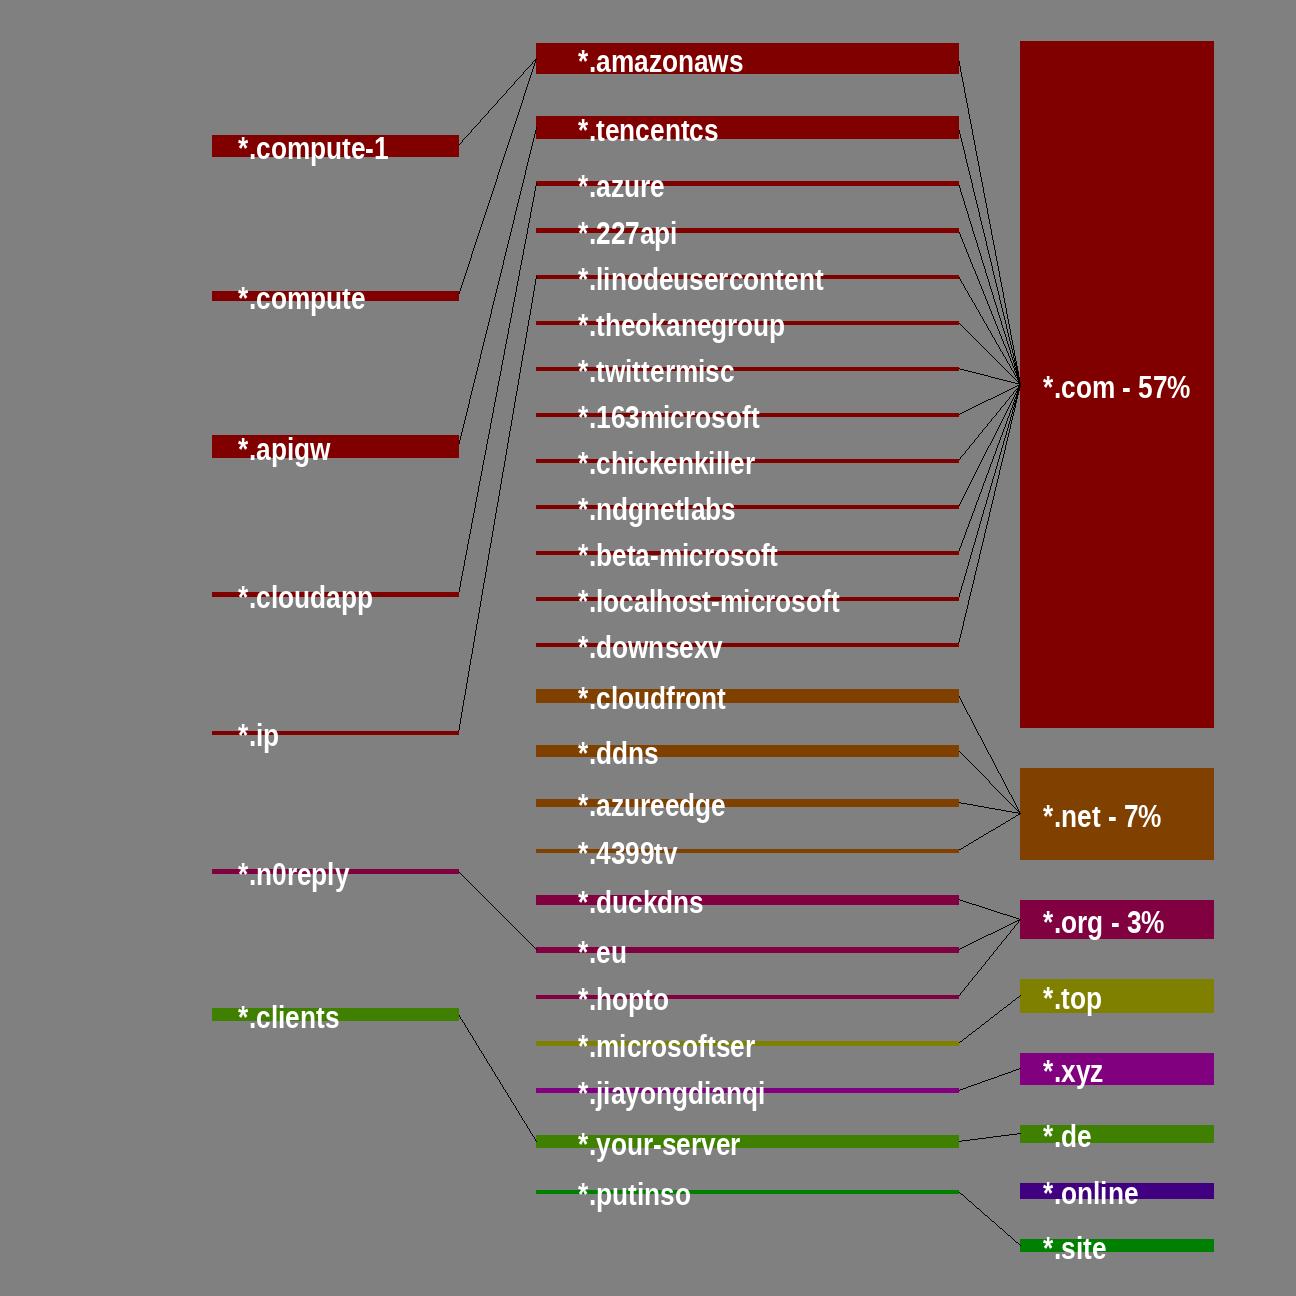 *.compute-1
*.compute
*.apigw
*.cloudapp
*.ip
*.n0reply
*.clients
*.amazonaws
*.tencentcs
*.azure
*.227api
*.linodeusercontent
*.theokanegroup
*.twittermisc
*.163microsoft
*.chickenkiller
*.ndgnetlabs
*.beta-microsoft
*.localhost-microsoft
*.downsexv
*.cloudfront
*.ddns
*.azureedge
*.4399tv
*.duckdns
*.eu
*.hopto
*.microsoftser
*.jiayongdianqi
*.your-server
*.putinso
*.com - 57%
*.net - 7%
*.org - 3%
*.top
*.xyz
*.de
*.online
*.site